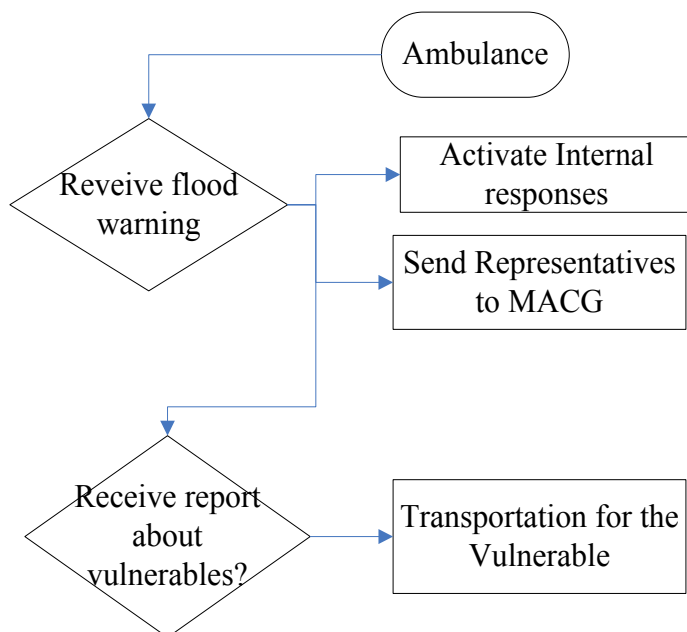 Ambulance
Reveive flood
warning
Activate Internal
responses
Send Representatives
to MACG
Receive report
about
vulnerables?
Transportation for the
Vulnerable